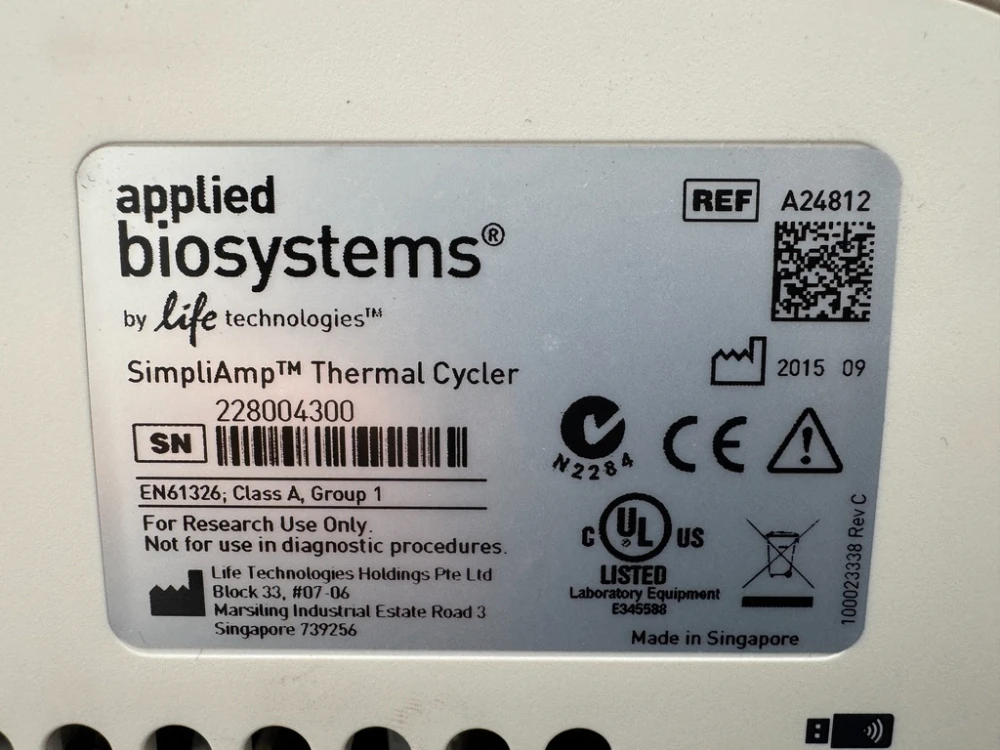 applied
biosystems®
by life technologies™
SimpliAmp™ Thermal Cycler
228004300
SN
EN61326; Class A, Group 1
For Research Use Only.
Not for use in diagnostic procedures.
Life Technologies Holdings Pte Ltd
Block 33, #07-06
Marsiling Industrial Estate Road 3
Singapore 739256
REF A24812
2015 09
N2284
CE
C UL US
LISTED
Laboratory Equipment
E345588
Made in Singapore
100023338 Rev C